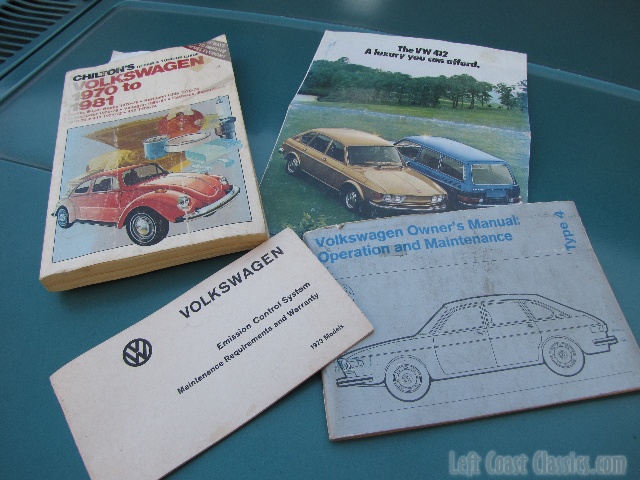 CHILTON'S
VOLKSWAGEN
1970 to
1981
The VW 412
A luxury you can afford.
Volkswagen Owner's Manual:
Operation and Maintenance
Type 4
VOLKSWAGEN
Emission Control System
Maintenance Requirements and Warranty
1973 Models
Left Coast Classics.com